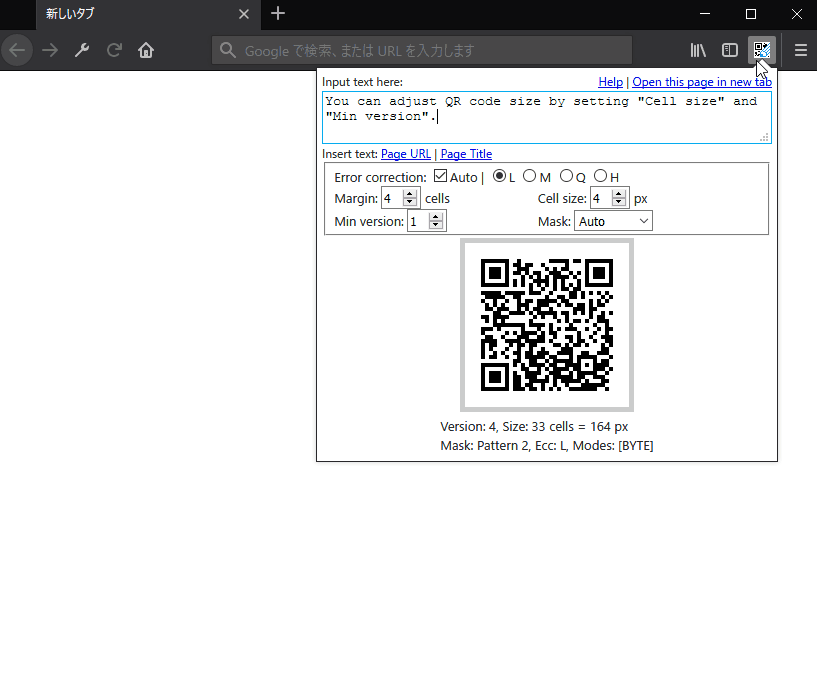 新しいタブ
Google で検索、または URL を入力します
Input text here:
Help | Open this page in new tab
You can adjust QR code size by setting "Cell size" and
"Min version".
Insert text: Page URL | Page Title
Error correction: Auto | L M Q H
Margin: 4 cells
Cell size: 4 px
Min version: 1
Mask: Auto
Version: 4, Size: 33 cells = 164 px
Mask: Pattern 2, Ecc: L, Modes: [BYTE]